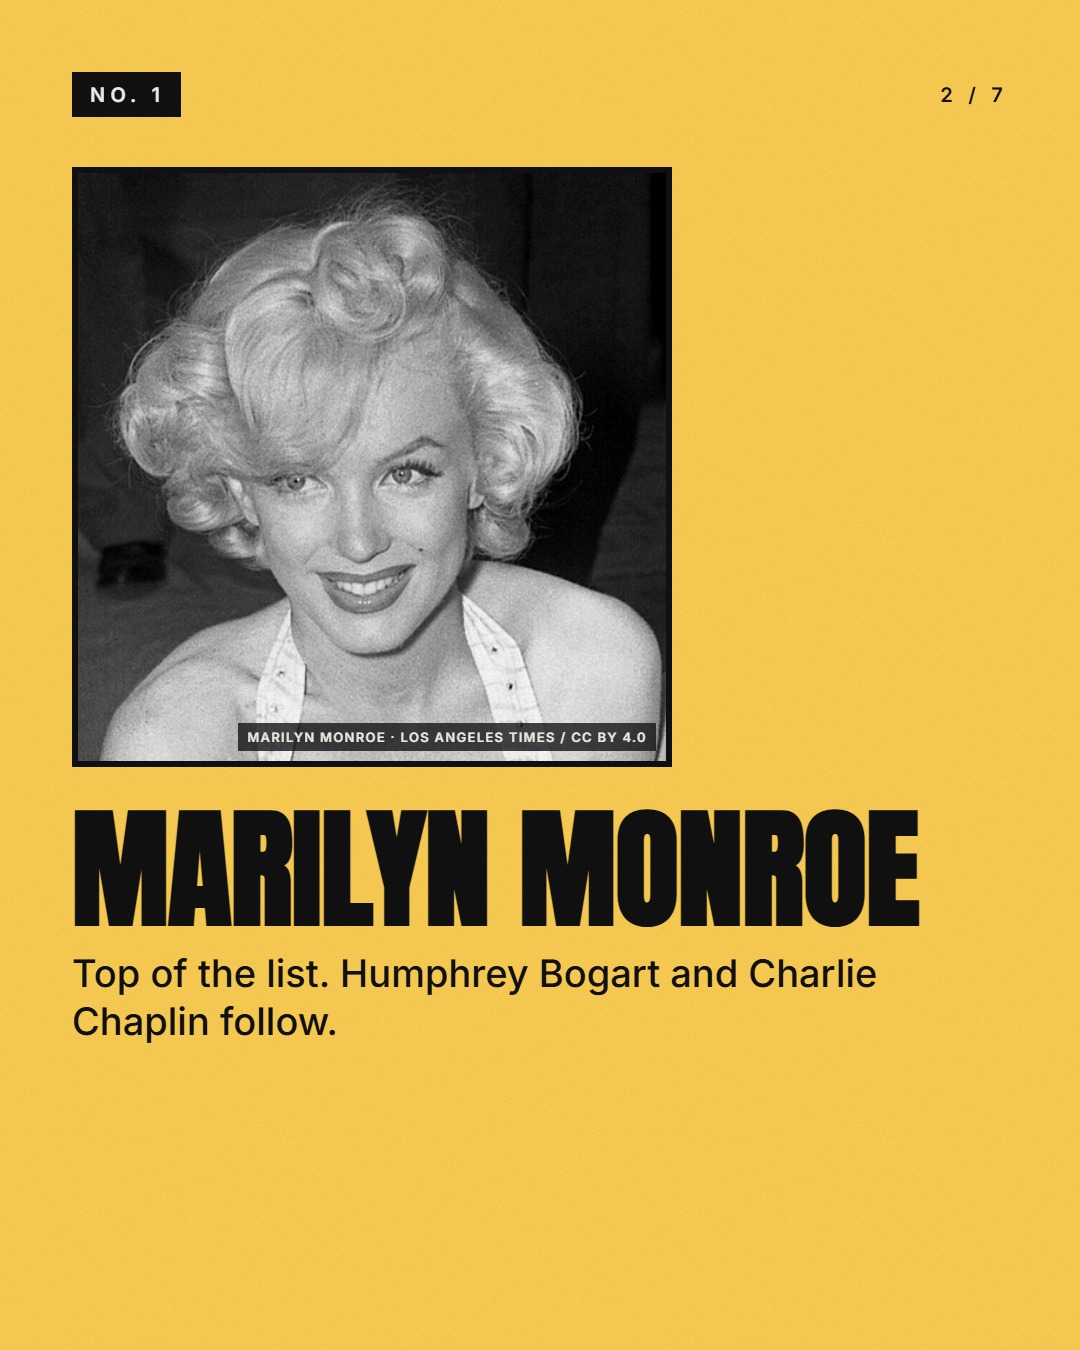 NO. 1
2 / 7
MARILYN MONROE · LOS ANGELES TIMES / CC BY 4.0
MARILYN MONROE
Top of the list. Humphrey Bogart and Charlie
Chaplin follow.